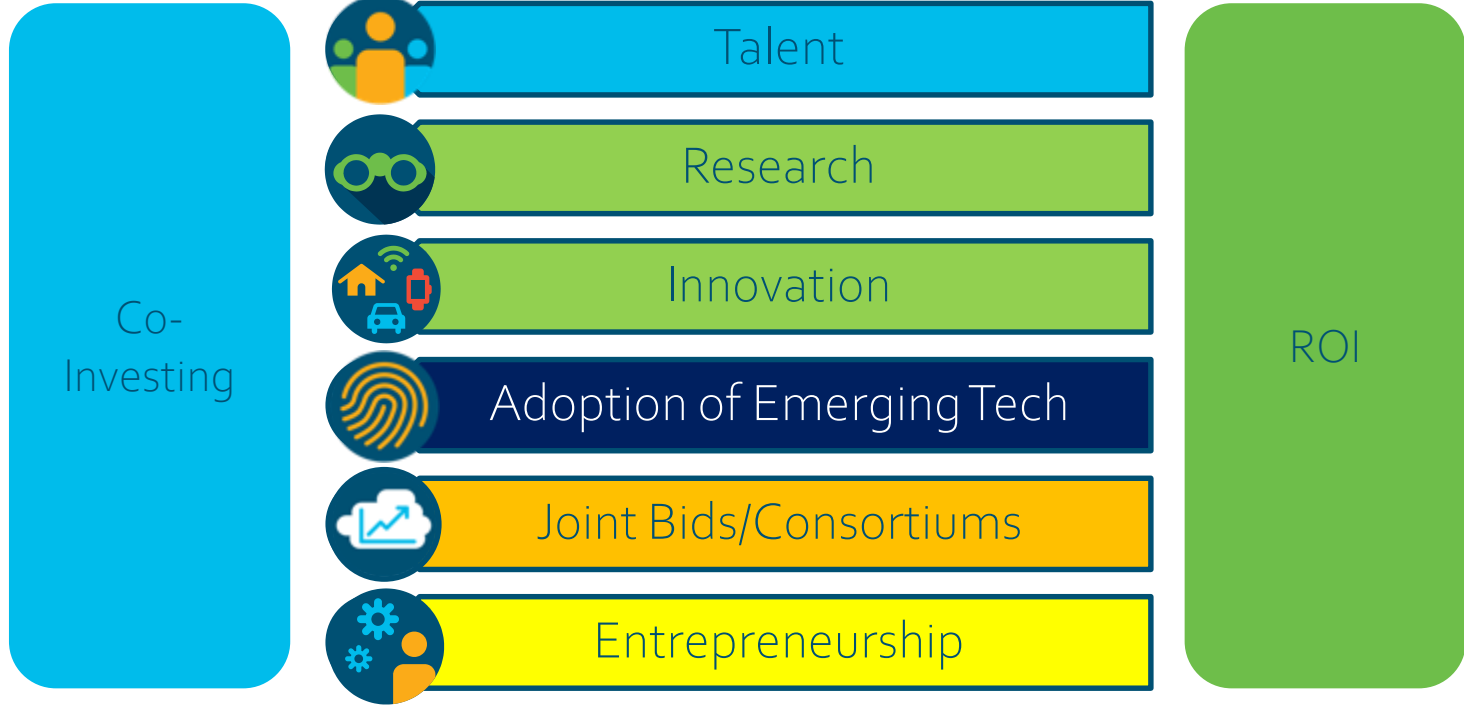 Co-
Investing
Talent
Research
Innovation
Adoption of Emerging Tech
Joint Bids/Consortiums
Entrepreneurship
ROI